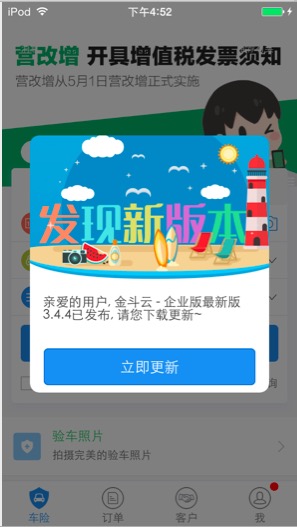 iPod
下午4:52
营改增 开具增值税发票须知
营改增从5月1日营改增正式实施
发现新版本
亲爱的用户, 金斗云 - 企业版最新版
3.4.4已发布, 请您下载更新~
立即更新
验车照片
拍摄完美的验车照片
车险
订单
客户
我